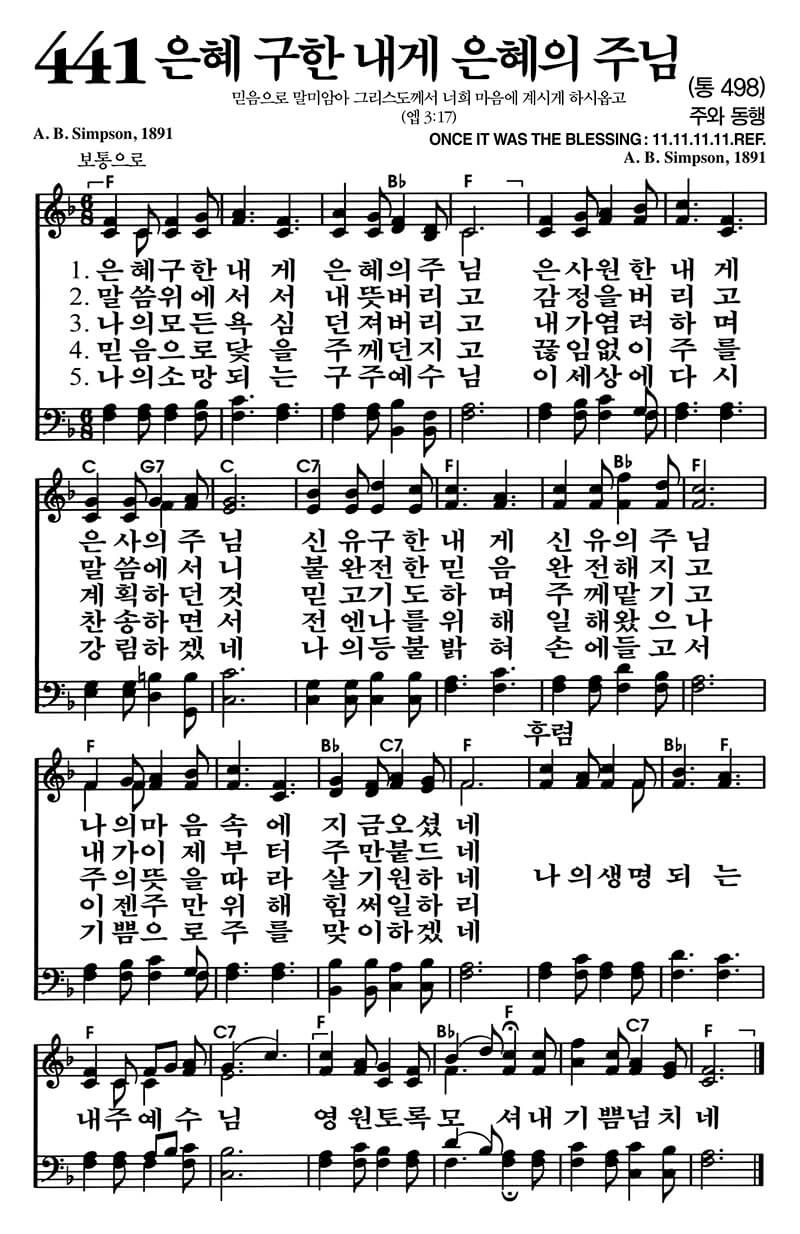 441 은혜 구한 내게 은혜의 주님
(통 498)
믿음으로 말미암아 그리스도께서 너희 마음에 계시게 하시옵고
(엡 3:17)
주와 동행
A. B. Simpson, 1891
ONCE IT WAS THE BLESSING: 11.11.11.11.REF.
A. B. Simpson, 1891
보통으로
F B♭ F
1. 은혜구한내게 은혜의주님 은사원한내게
2. 말씀위에서서 내뜻버리고 감정을버리고
3. 나의모든욕심 던져버리고 내가염려하며
4. 믿음으로닻을 주께던지고 끊임없이주를
5. 나의소망되는 구주예수님 이세상에다시
C G7 C C7 F B♭ F
은사의주님 신유구한내게 신유의주님
말씀에서니 불완전한믿음 완전해지고
계획하던것 믿고기도하며 주께맡기고
찬송하면서 전엔나를위해 일해왔으나
강림하겠네 나의등불밝혀 손에들고서
후렴
F B♭ C7 F B♭ F
나의마음속에 지금오셨네
내가이제부터 주만붙드네
주의뜻을따라 살기원하네 나의생명되는
이젠주만위해 힘써일하리
기쁨으로주를 맞이하겠네
F C7 F B♭ F C7 F
내주예수님 영원토록모셔내기쁨넘치네